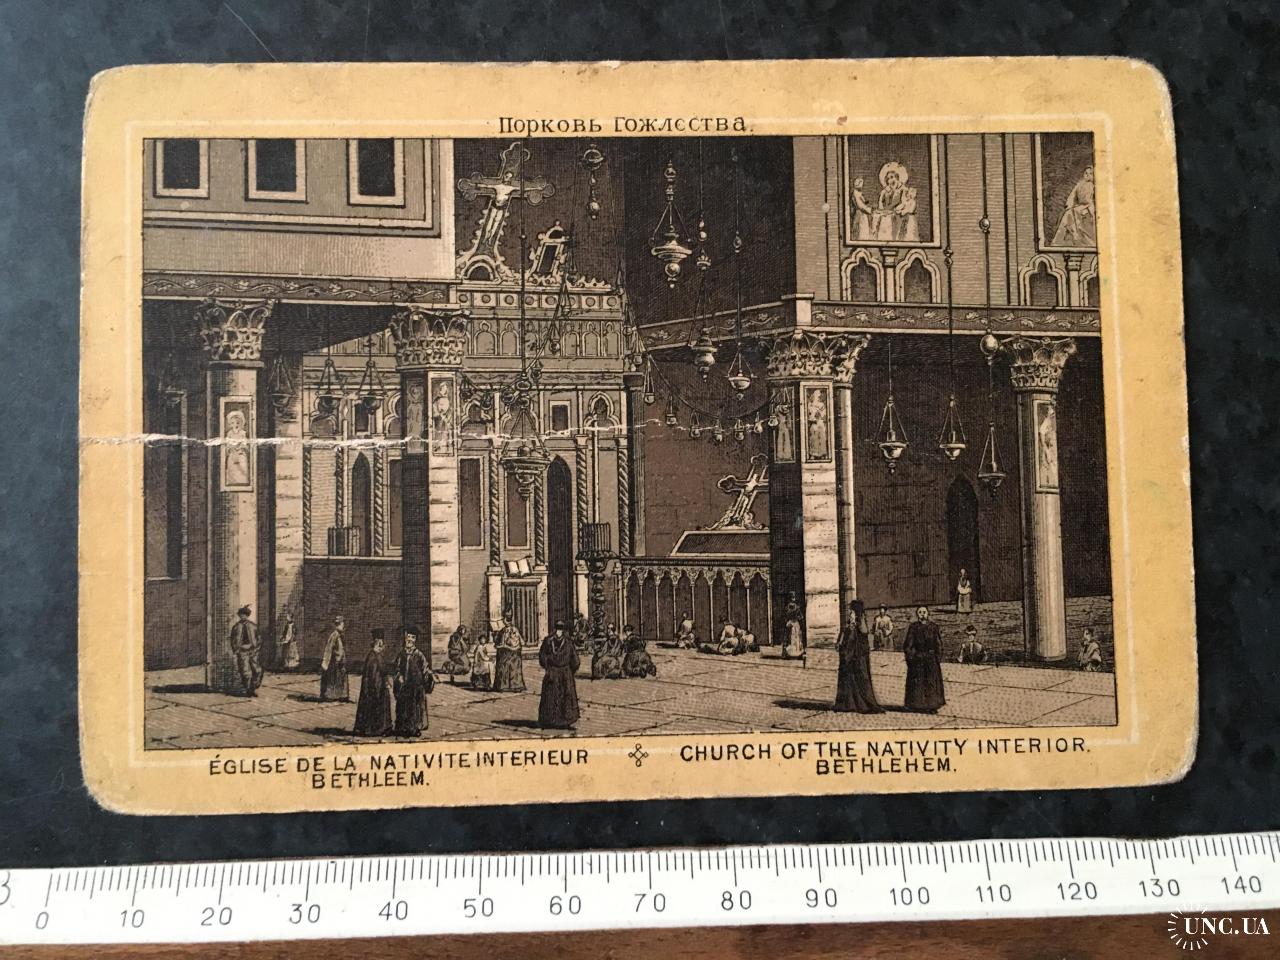 Порковь Гожлєства.
ÉGLISE DE LA NATIVITE INTERIEUR
BETHLEEM.
CHURCH OF THE NATIVITY INTERIOR.
BETHLEHEM.
0 10 20 30 40 50 60 70 80 90 100 110 120 130 140
UNC.UA